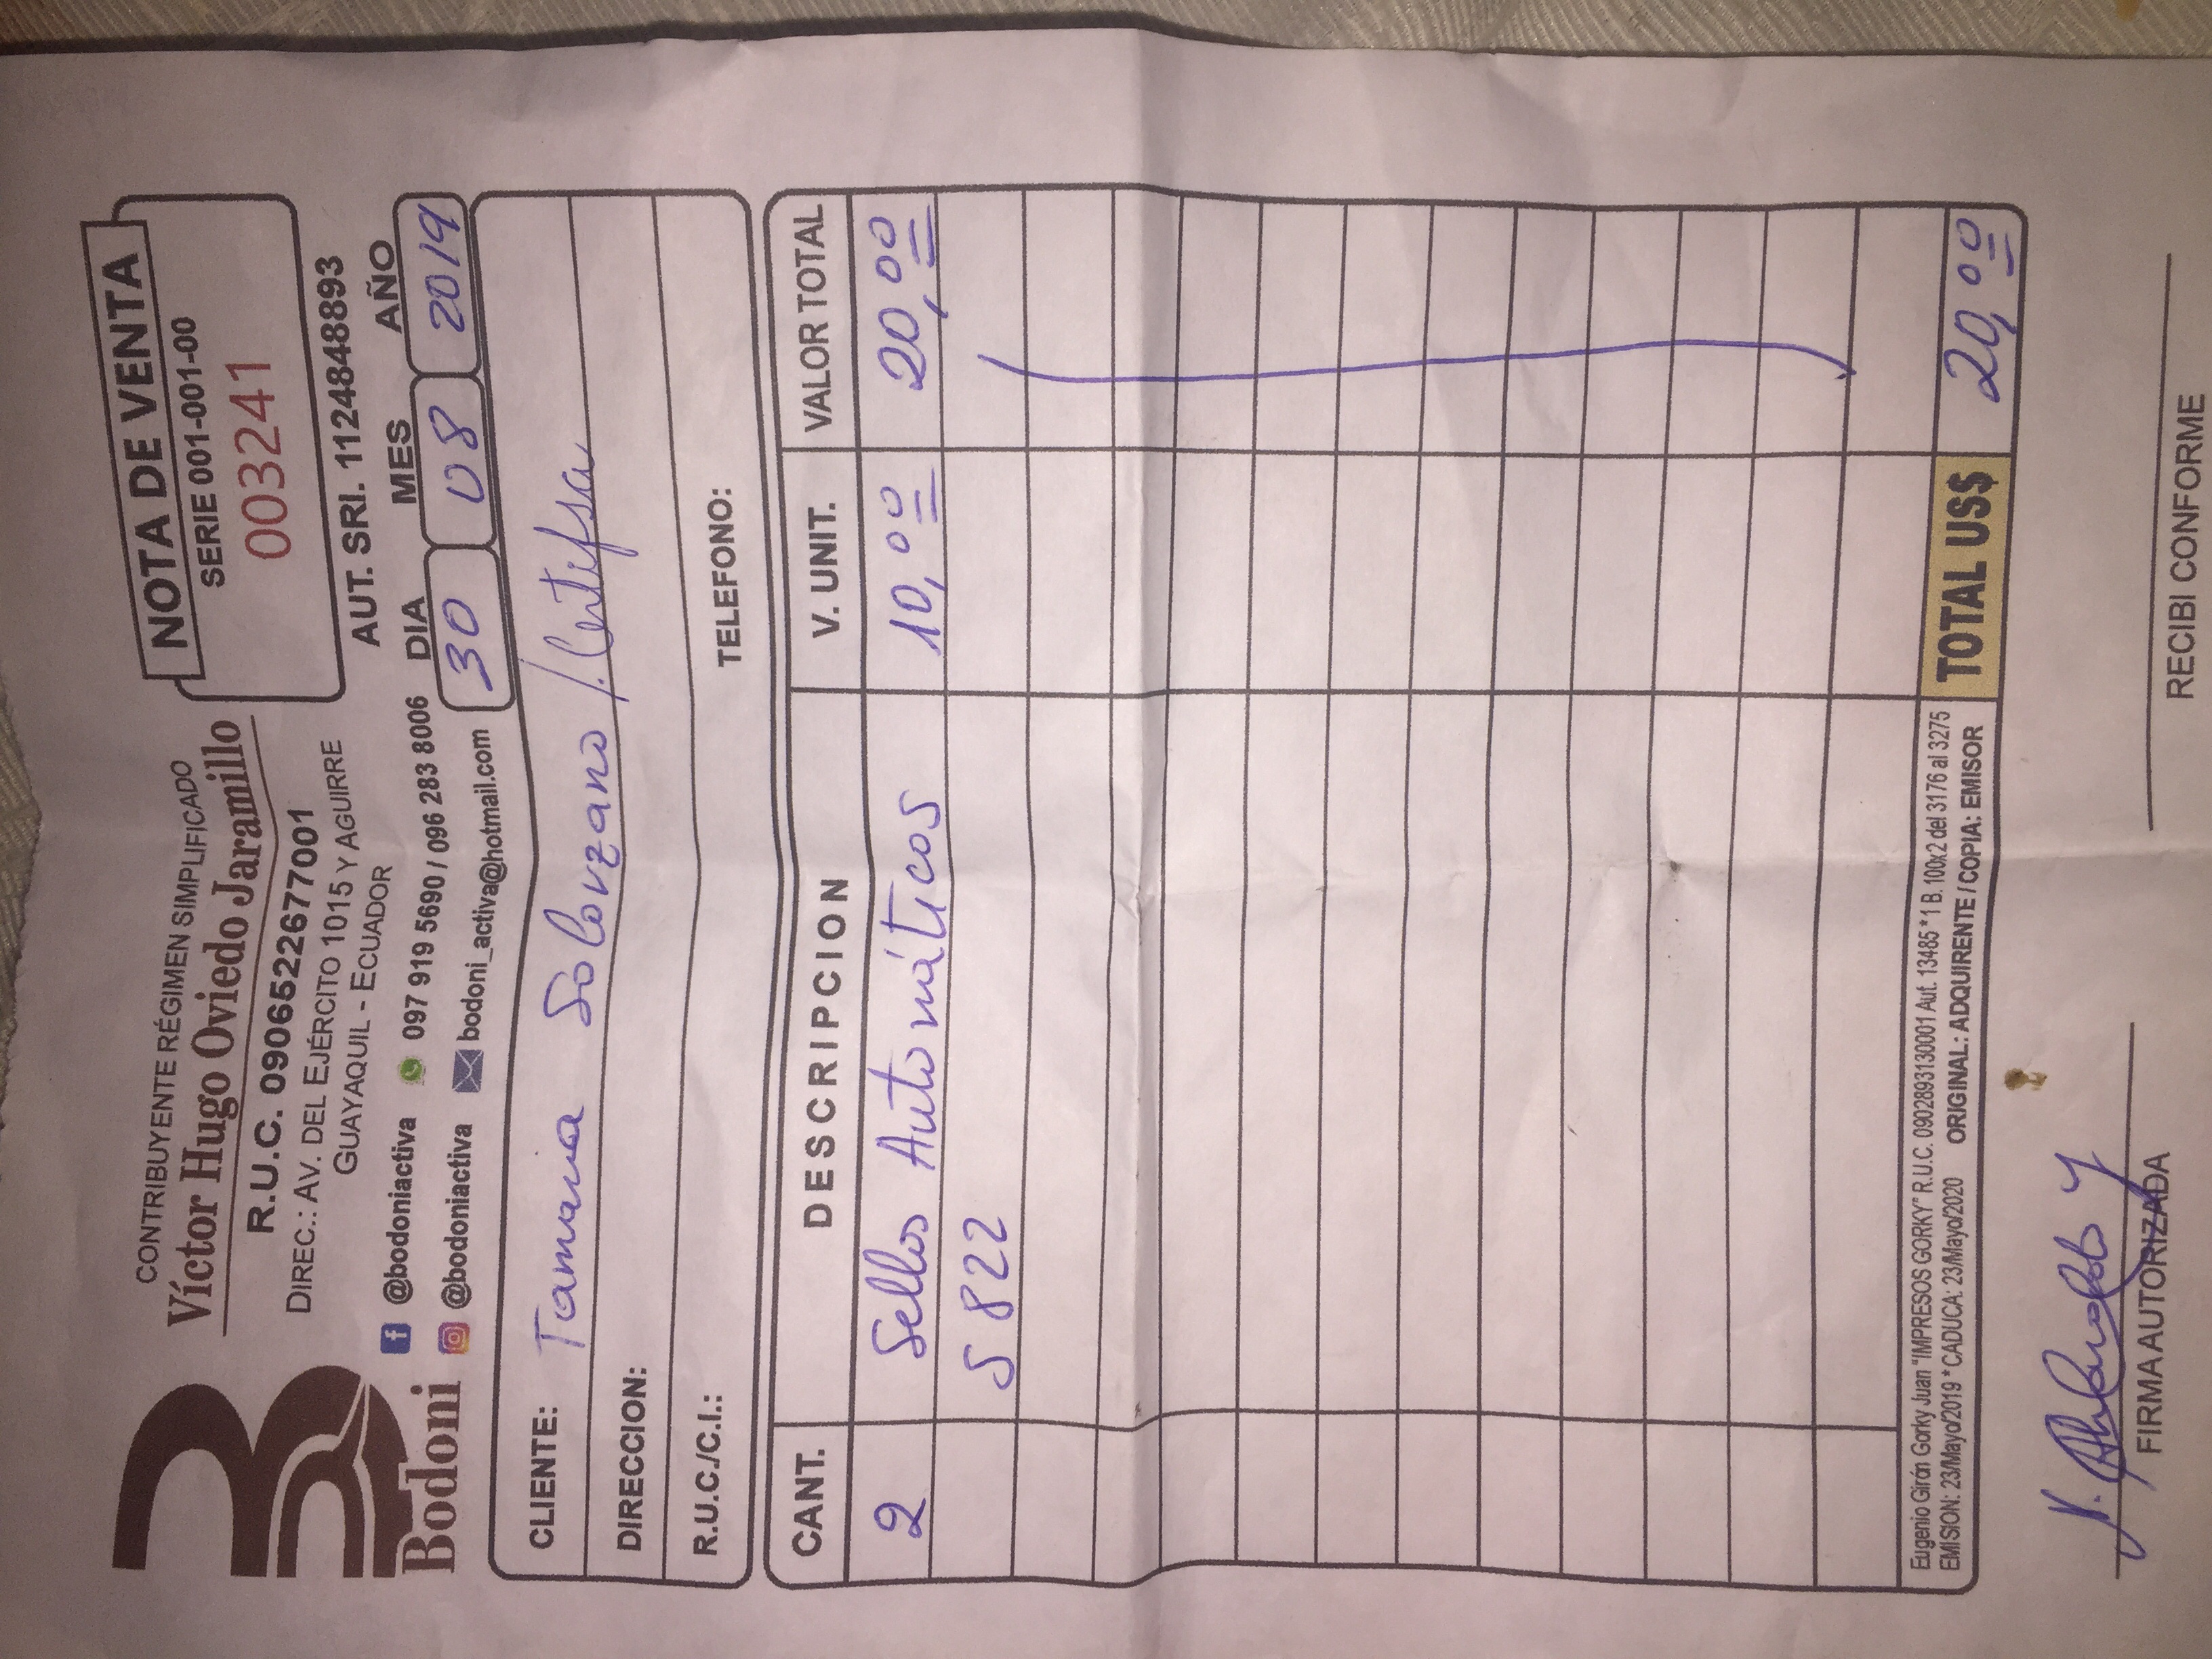 CONTRIBUYENTE RÉGIMEN SIMPLIFICADO
Víctor Hugo Oviedo Jaramillo
R.U.C. 0906522677001
DIREC.: AV. DEL EJÉRCITO 1015 Y AGUIRRE
GUAYAQUIL - ECUADOR
Bodoni
@bodoniactiva 097 919 5690 / 096 283 8006
@bodoniactiva bodoni_activa@hotmail.com
NOTA DE VENTA
SERIE 001-001-00
003241
AUT. SRI. 1124848893
DIA MES AÑO
30 08 2019
CLIENTE: Tamara Solorzano /. Certifsa
DIRECCION:
R.U.C./C.I.: TELEFONO:
CANT. DESCRIPCION V. UNIT. VALOR TOTAL
2 Sellos Automáticos 10,00 20,00
S 822
Eugenio Girón Gorky Juan "IMPRESOS GORKY" R.U.C. 0902893130001 Aut. 13485 * 1 B. 100x2 del 3176 al 3275
EMISION: 23/Mayo/2019 * CADUCA: 23/Mayo/2020 ORIGINAL: ADQUIRENTE / COPIA: EMISOR
TOTAL US$ 20,00
FIRMA AUTORIZADA
RECIBI CONFORME